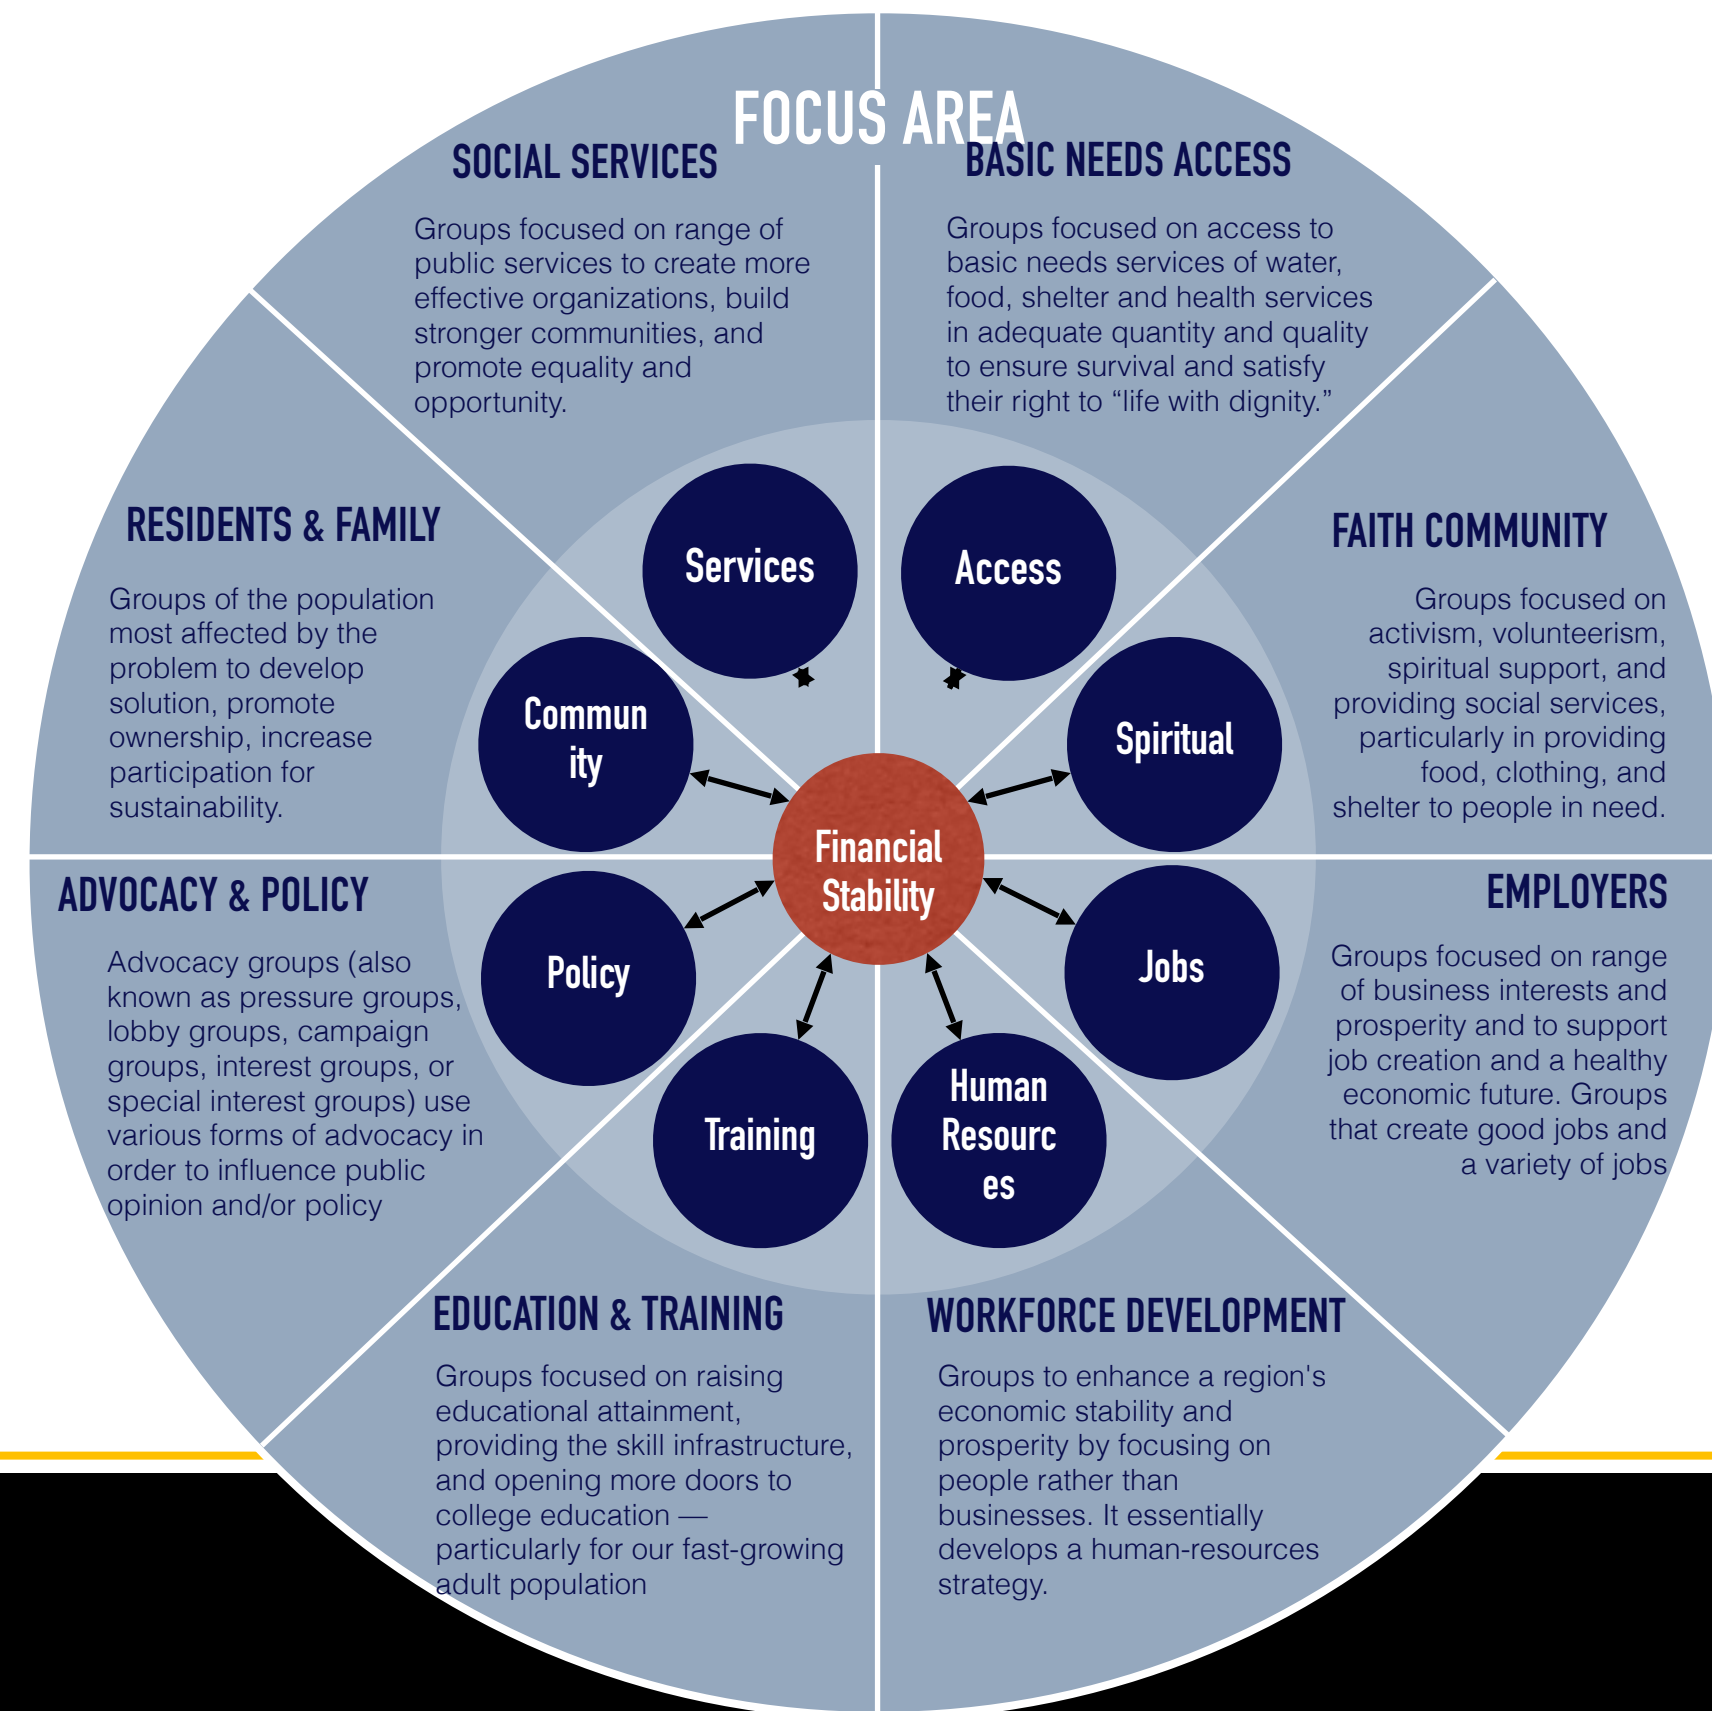 FOCUS AREA
SOCIAL SERVICES
Groups focused on range of
public services to create more
effective organizations, build
stronger communities, and
promote equality and
opportunity.
BASIC NEEDS ACCESS
Groups focused on access to
basic needs services of water,
food, shelter and health services
in adequate quantity and quality
to ensure survival and satisfy
their right to “life with dignity.”
RESIDENTS & FAMILY
Groups of the population
most affected by the
problem to develop
solution, promote
ownership, increase
participation for
sustainability.
FAITH COMMUNITY
Groups focused on
activism, volunteerism,
spiritual support, and
providing social services,
particularly in providing
food, clothing, and
shelter to people in need.
Services
Access
Commun
ity
Spiritual
Financial
Stability
Policy
Jobs
Training
Human
Resourc
es
ADVOCACY & POLICY
Advocacy groups (also
known as pressure groups,
lobby groups, campaign
groups, interest groups, or
special interest groups) use
various forms of advocacy in
order to influence public
opinion and/or policy
EMPLOYERS
Groups focused on range
of business interests and
prosperity and to support
job creation and a healthy
economic future. Groups
that create good jobs and
a variety of jobs
EDUCATION & TRAINING
Groups focused on raising
educational attainment,
providing the skill infrastructure,
and opening more doors to
college education —
particularly for our fast-growing
adult population
WORKFORCE DEVELOPMENT
Groups to enhance a region's
economic stability and
prosperity by focusing on
people rather than
businesses. It essentially
develops a human-resources
strategy.